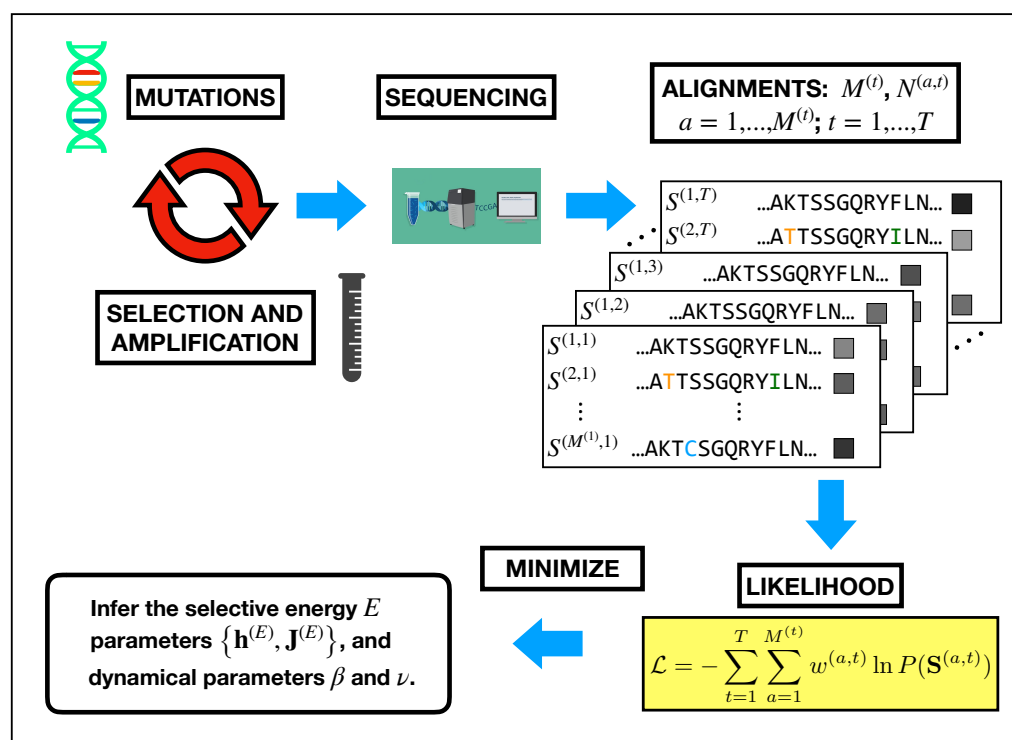 MUTATIONS
SEQUENCING
ALIGNMENTS: M^{(t)}, N^{(a,t)}
a = 1,...,M^{(t)}; t = 1,...,T
TCCGA
SELECTION AND
AMPLIFICATION
S^{(1,T)} ...AKTSSGQRYFLN...
S^{(2,T)} ...ATTSSGQRYILN...
S^{(1,3)} ...AKTSSGQRYFLN...
S^{(1,2)} ...AKTSSGQRYFLN...
S^{(1,1)} ...AKTSSGQRYFLN...
S^{(2,1)} ...ATTSSGQRYILN...
⋮ ⋮
S^{(M^{(1)},1)} ...AKTCSGQRYFLN...
MINIMIZE
LIKELIHOOD
Infer the selective energy E
parameters {h^{(E)}, J^{(E)}}, and
dynamical parameters β and ν.
ℒ = − ∑_{t=1}^{T} ∑_{a=1}^{M^{(t)}} w^{(a,t)} ln P(S^{(a,t)})